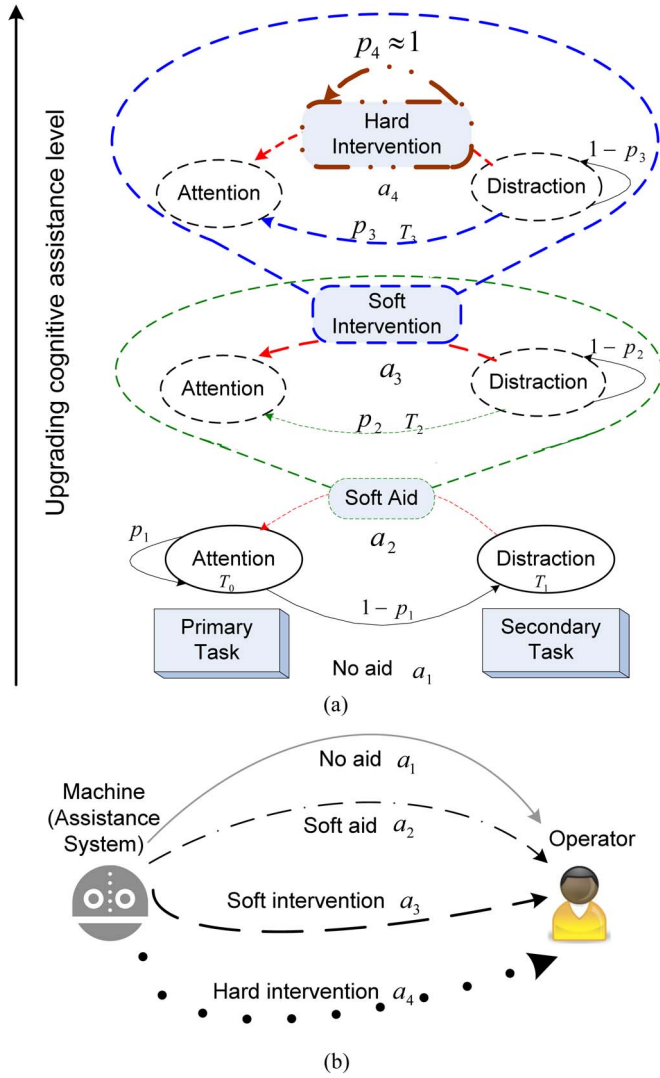 Upgrading cognitive assistance level
p₄ ≈ 1
Hard
Intervention
a₄
1 − p₃
Attention
Distraction
p₃ T₃
Soft
Intervention
a₃
1 − p₂
Attention
Distraction
p₂ T₂
Soft Aid
a₂
p₁
Attention
T₀
Distraction
T₁
1 − p₁
Primary
Task
Secondary
Task
No aid a₁
(a)
No aid a₁
Machine
(Assistance
System)
Soft aid a₂
Operator
Soft intervention a₃
Hard intervention a₄
(b)